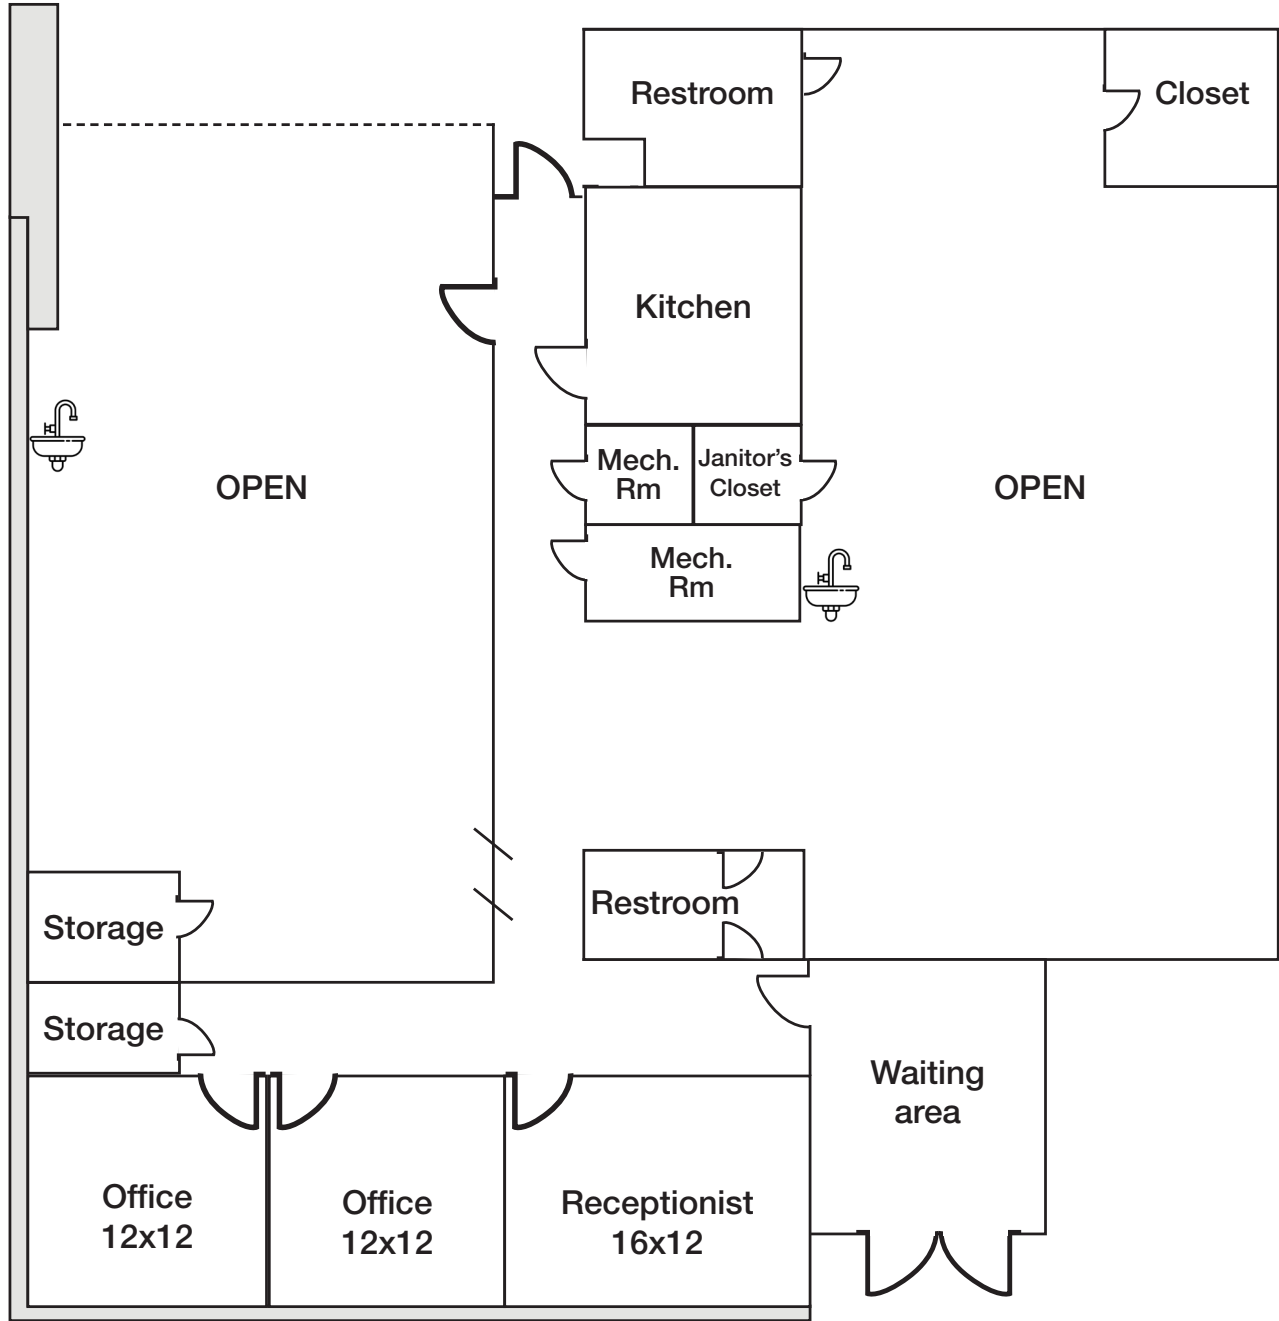 Restroom
Closet
Kitchen
Mech.
Rm
Janitor's
Closet
OPEN
OPEN
Mech.
Rm
Restroom
Storage
Storage
Waiting
area
Office
12x12
Office
12x12
Receptionist
16x12